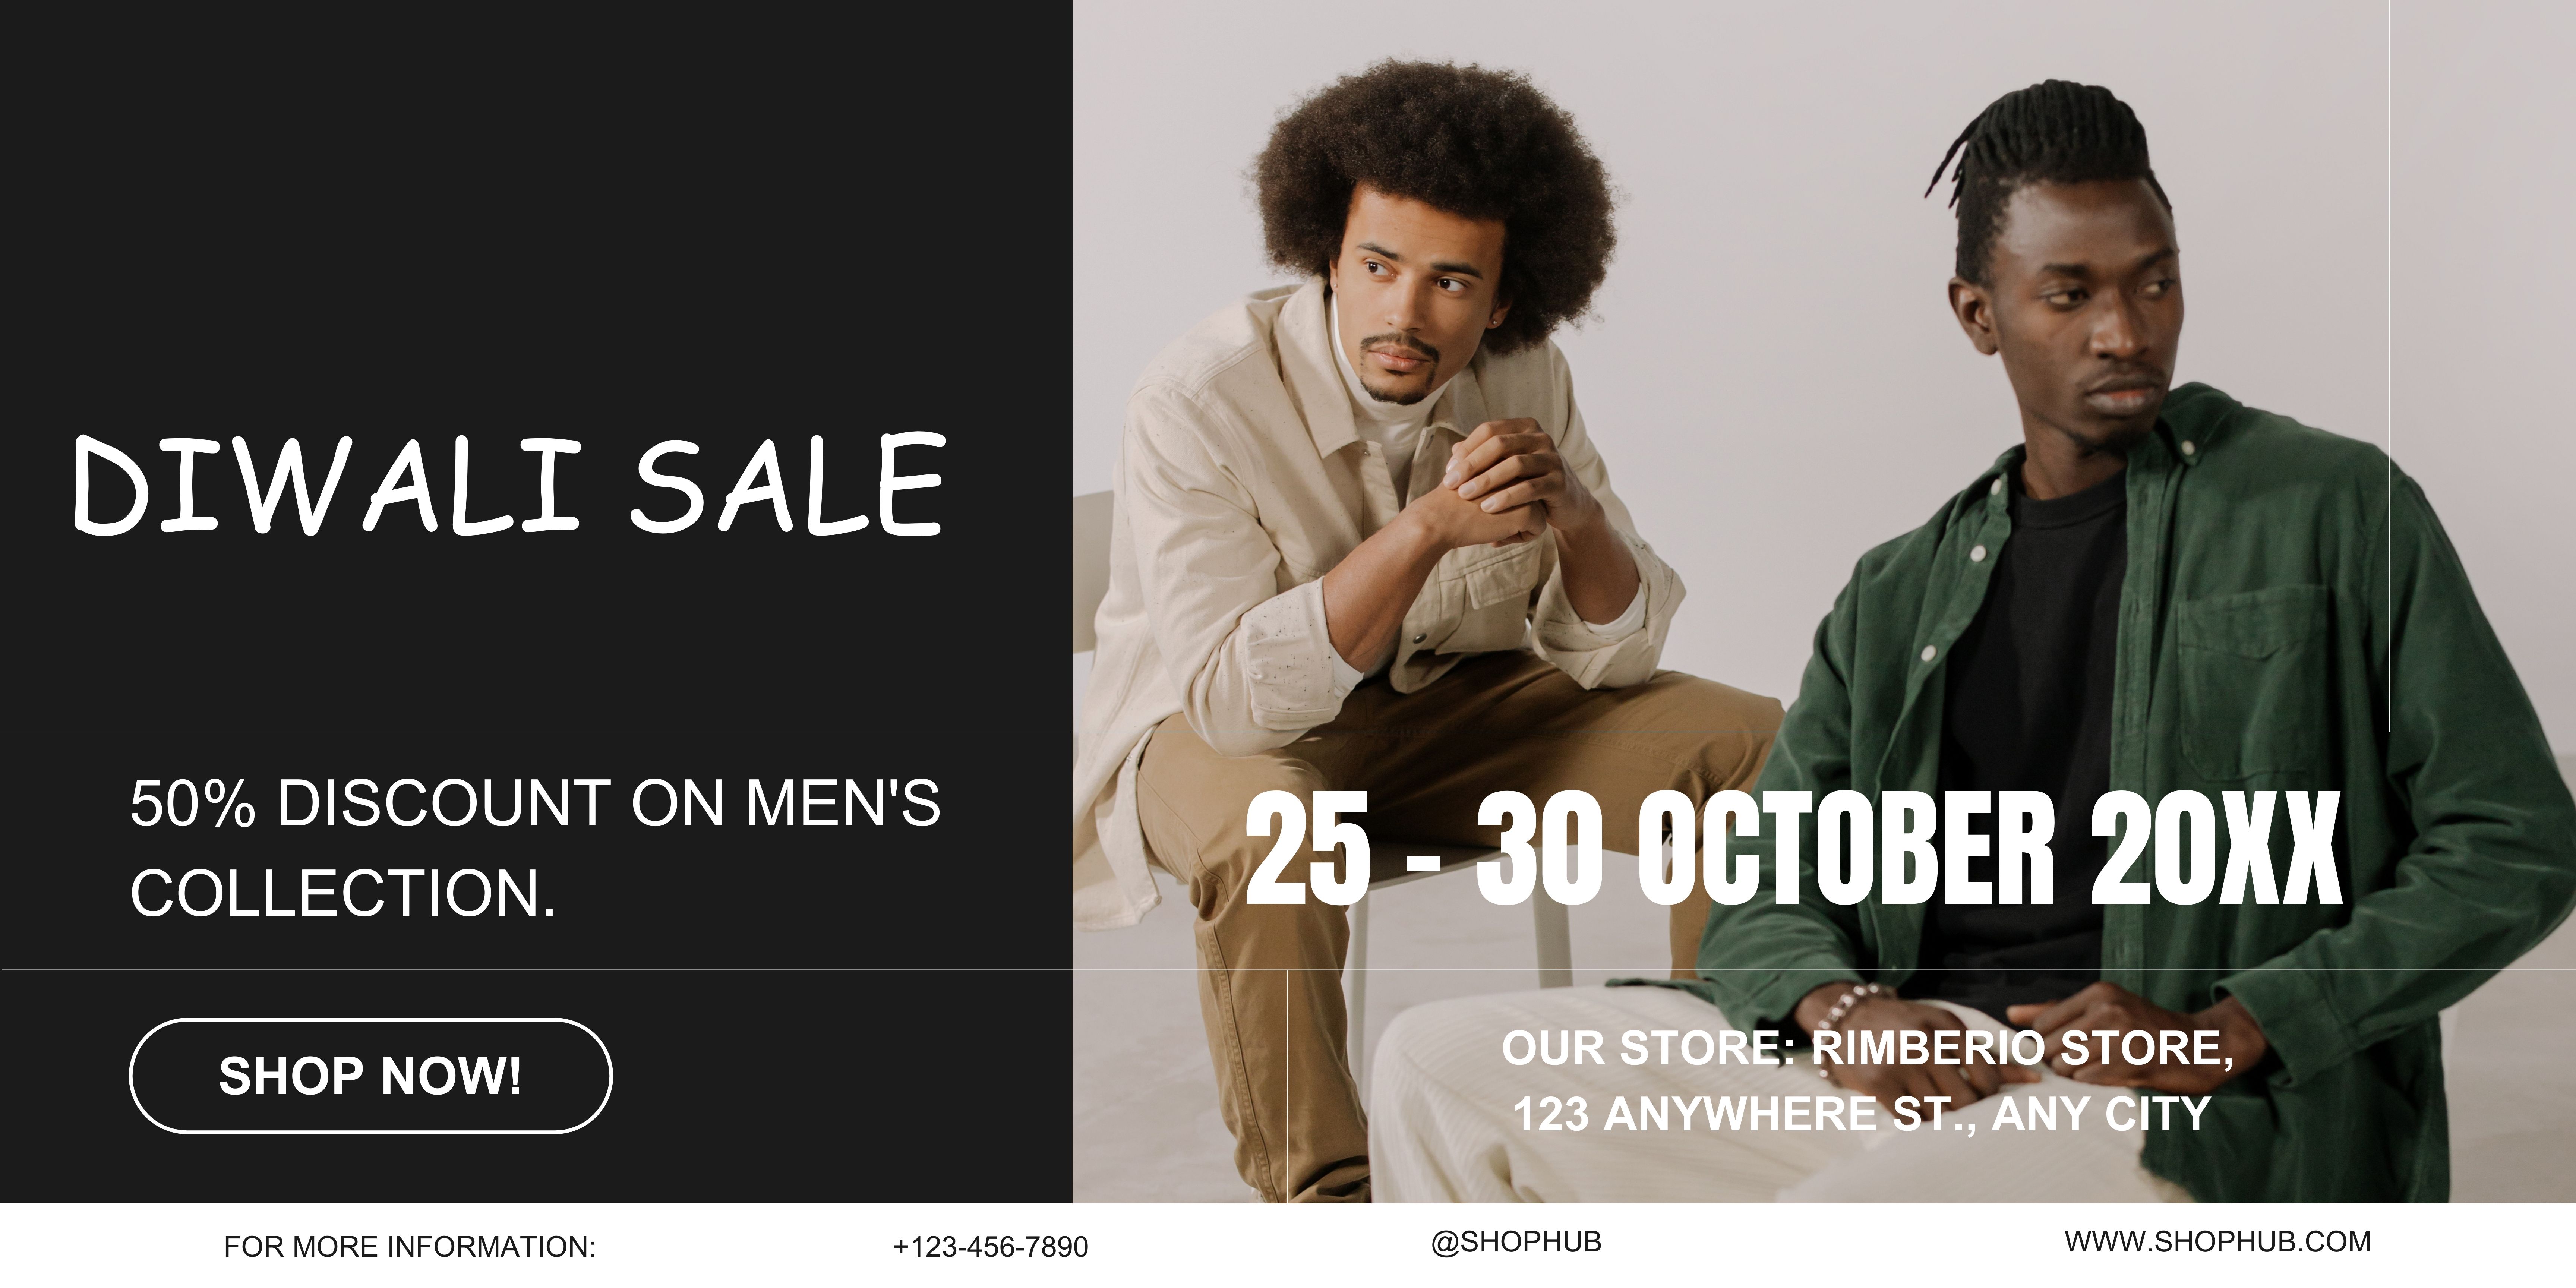 DIWALI SALE
50% DISCOUNT ON MEN'S
COLLECTION.
25 - 30 OCTOBER 20XX
SHOP NOW!
OUR STORE: RIMBERIO STORE,
123 ANYWHERE ST., ANY CITY
FOR MORE INFORMATION:
+123-456-7890
@SHOPHUB
WWW.SHOPHUB.COM